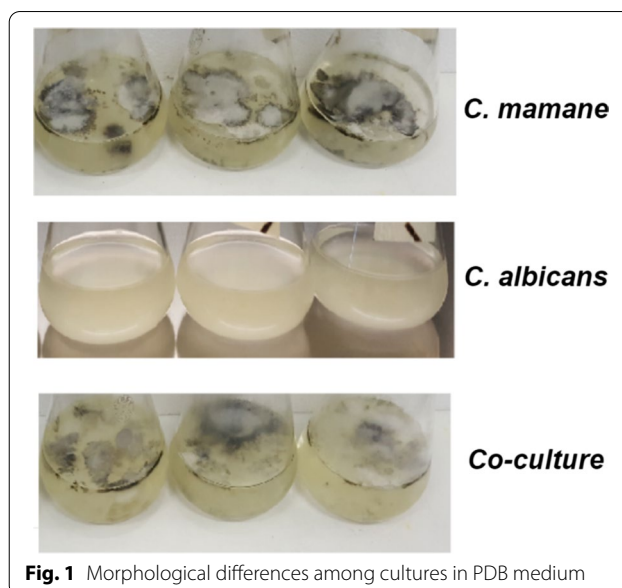 C. mamane
C. albicans
Co-culture
Fig. 1 Morphological differences among cultures in PDB medium